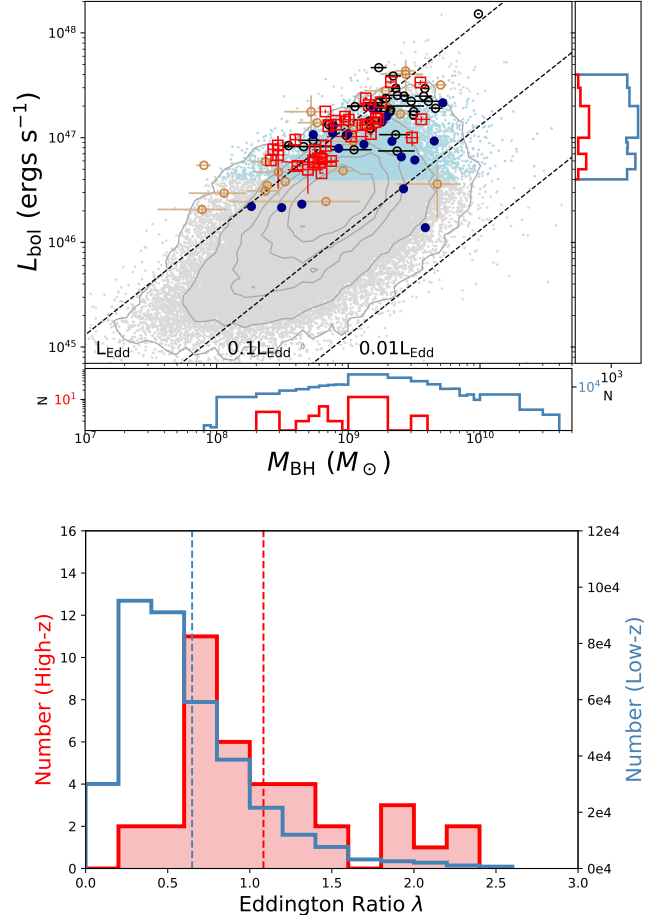 10^48
10^47
10^46
10^45
L_bol (ergs s^−1)
L_Edd
0.1L_Edd
0.01L_Edd
10^3
N
N
10^1
10^4
10^7
10^8
10^9
10^10
M_BH (M_⊙)
16
14
12
10
8
6
4
2
0
Number (High-z)
12e4
10e4
8e4
6e4
4e4
2e4
0e4
Number (Low-z)
0.0
0.5
1.0
1.5
2.0
2.5
3.0
Eddington Ratio λ